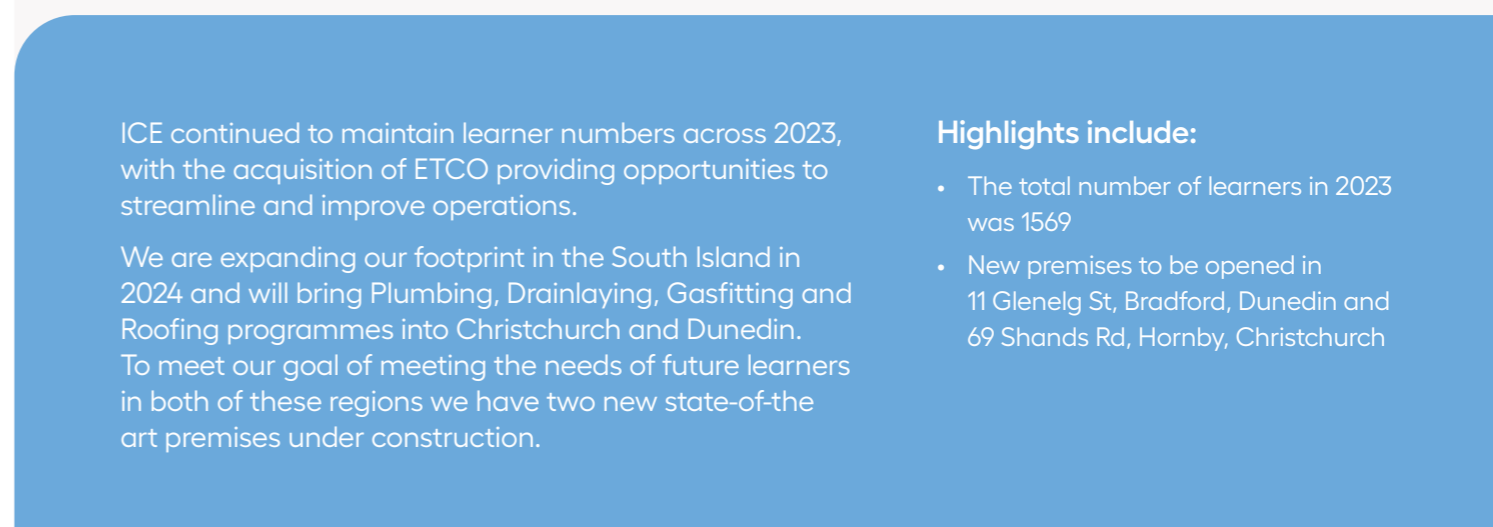 ICE continued to maintain learner numbers across 2023,
with the acquisition of ETCO providing opportunities to
streamline and improve operations.
We are expanding our footprint in the South Island in
2024 and will bring Plumbing, Drainlaying, Gasfitting and
Roofing programmes into Christchurch and Dunedin.
To meet our goal of meeting the needs of future learners
in both of these regions we have two new state-of-the
art premises under construction.
Highlights include:
• The total number of learners in 2023
was 1569
• New premises to be opened in
11 Glenelg St, Bradford, Dunedin and
69 Shands Rd, Hornby, Christchurch